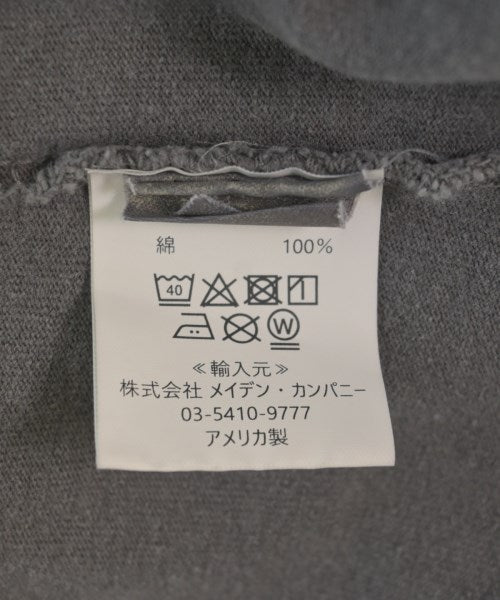 綿 100%
40
W
≪輸入元≫
株式会社 メイデン・カンパニー
03-5410-9777
アメリカ製